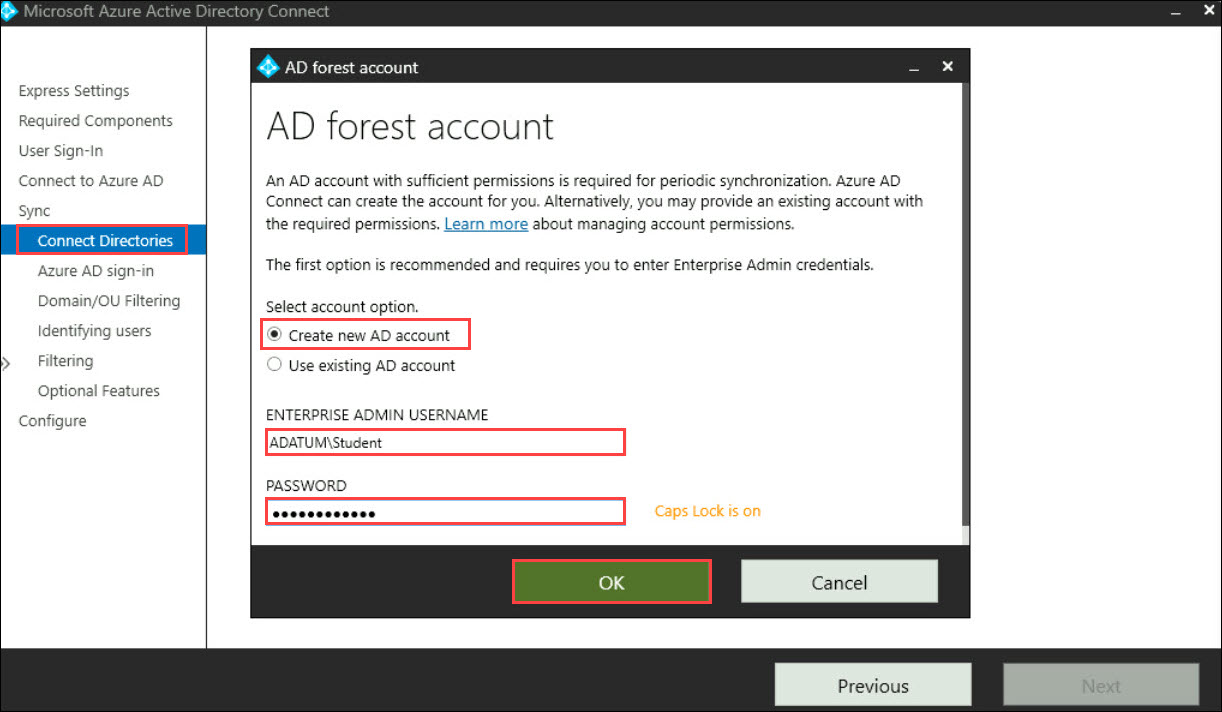 Microsoft Azure Active Directory Connect
Express Settings
Required Components
User Sign-In
Connect to Azure AD
Sync
Connect Directories
Azure AD sign-in
Domain/OU Filtering
Identifying users
Filtering
Optional Features
Configure
AD forest account
AD forest account
An AD account with sufficient permissions is required for periodic synchronization. Azure AD
Connect can create the account for you. Alternatively, you may provide an existing account with
the required permissions. Learn more about managing account permissions.
The first option is recommended and requires you to enter Enterprise Admin credentials.
Select account option.
Create new AD account
Use existing AD account
ENTERPRISE ADMIN USERNAME
ADATUM\Student
PASSWORD
●●●●●●●●●●●●
Caps Lock is on
OK
Cancel
Previous
Next